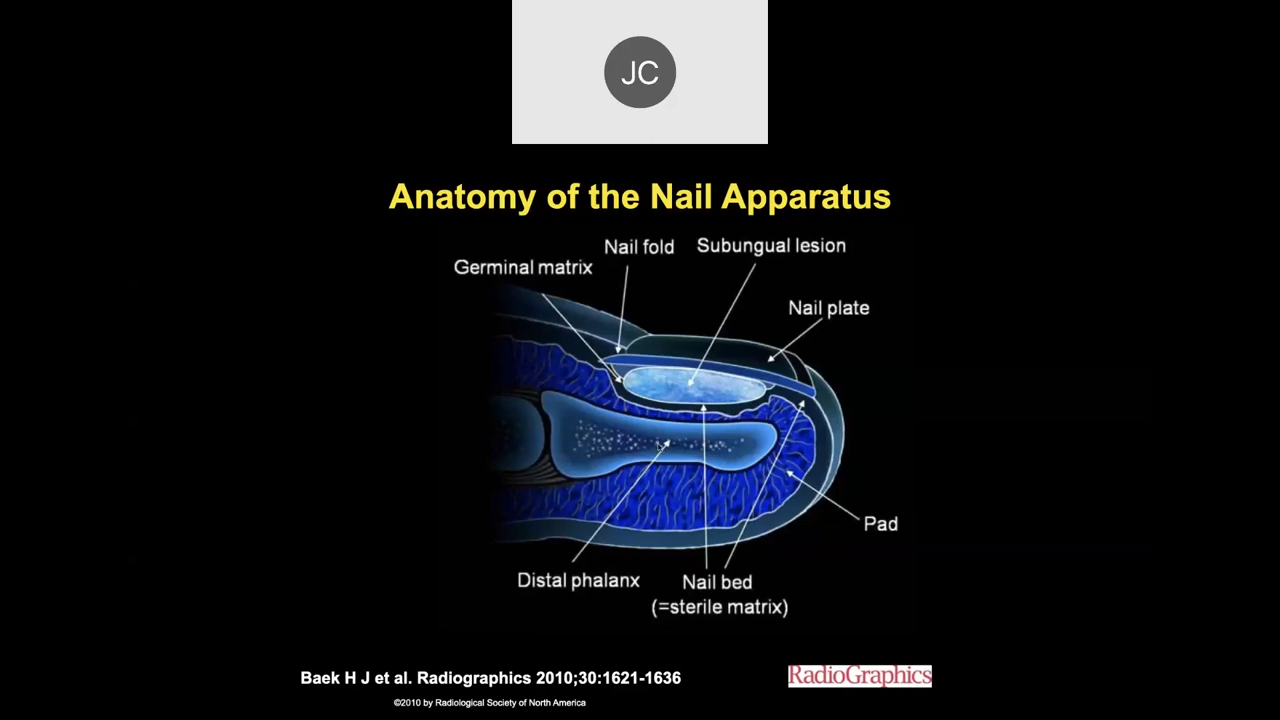 JC
Anatomy of the Nail Apparatus
Nail fold
Subungual lesion
Germinal matrix
Nail plate
Pad
Distal phalanx
Nail bed
(=sterile matrix)
Baek H J et al. Radiographics 2010;30:1621-1636
RadioGraphics
©2010 by Radiological Society of North America